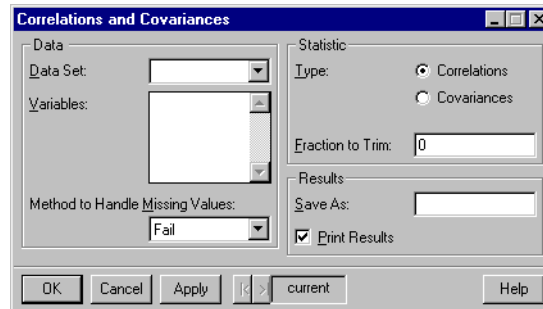 Correlations and Covariances
Data
Data Set:
Variables:
Method to Handle Missing Values:
Fail
Statistic
Type:
Correlations
Covariances
Fraction to Trim:
0
Results
Save As:
Print Results
OK
Cancel
Apply
current
Help